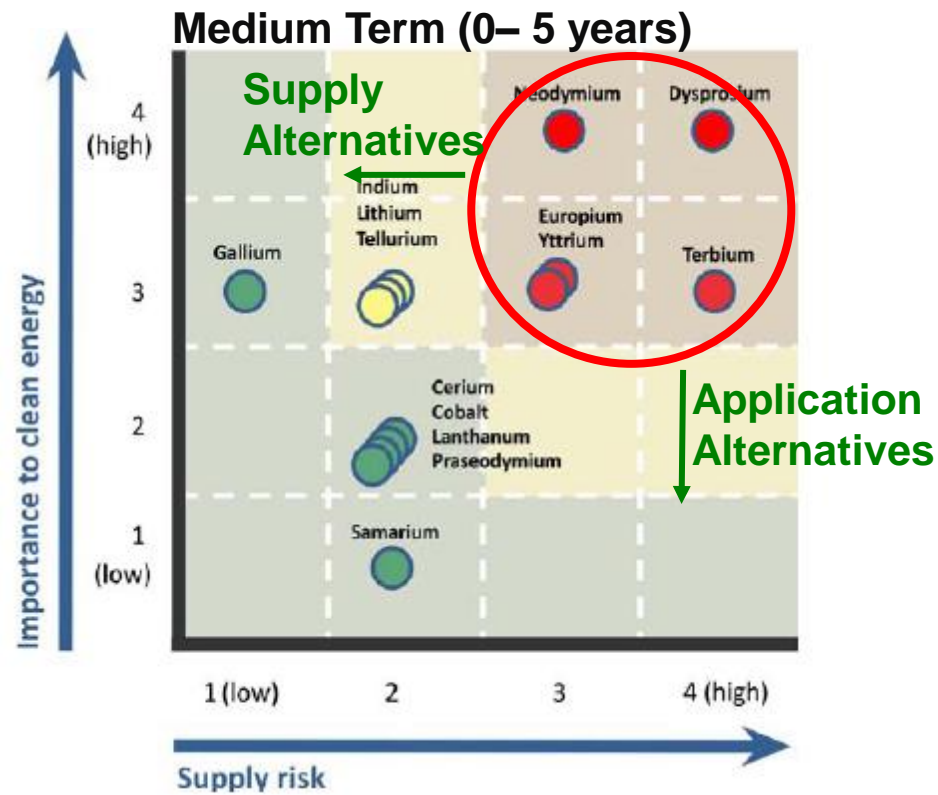 Medium Term (0– 5 years)
Supply
Alternatives
Neodymium
Dysprosium
4
(high)
Indium
Lithium
Tellurium
Europium
Yttrium
Gallium
Terbium
3
Cerium
Cobalt
Lanthanum
Praseodymium
Application
Alternatives
2
Samarium
1
(low)
Importance to clean energy
1 (low)
2
3
4 (high)
Supply risk